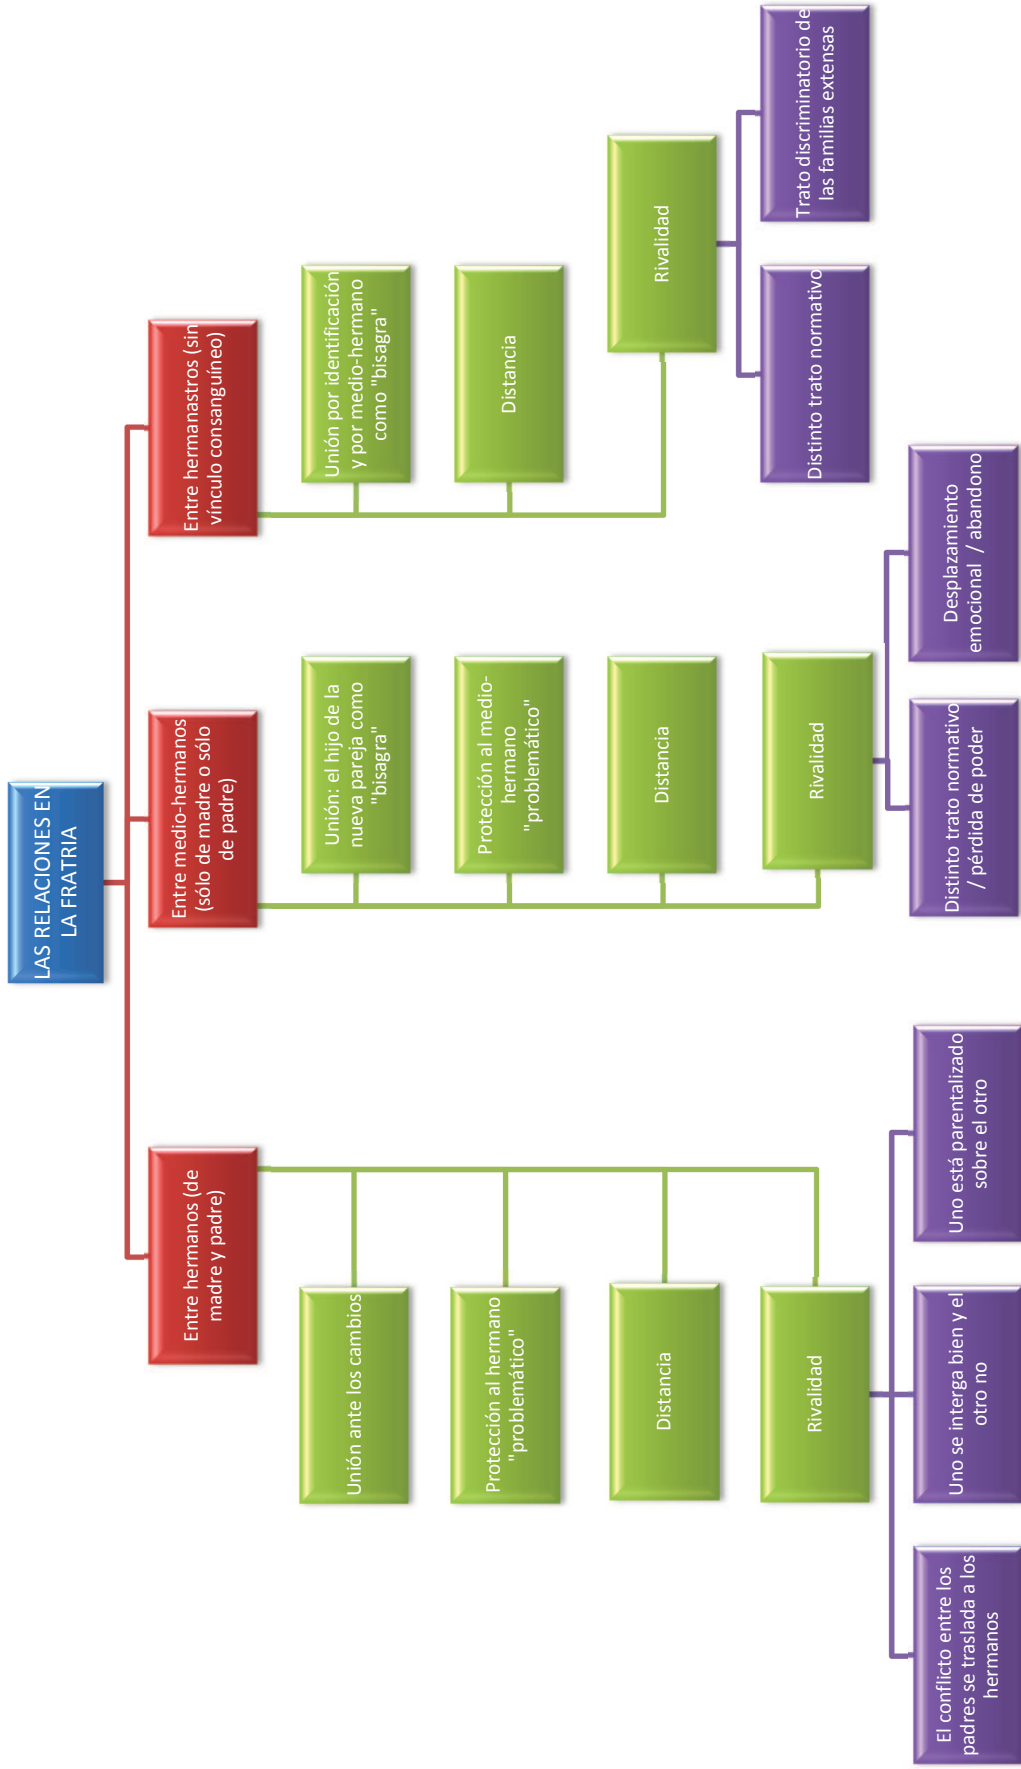 LAS RELACIONES EN
LA FRATRIA
Entre hermanos (de
madre y padre)
Unión ante los cambios
Protección al hermano
"problemático"
Distancia
Rivalidad
El conflicto entre los
padres se traslada a los
hermanos
Uno se interga bien y el
otro no
Uno está parentalizado
sobre el otro
Entre medio-hermanos
(sólo de madre o sólo
de padre)
Unión: el hijo de la
nueva pareja como
"bisagra"
Protección al medio-
hermano
"problemático"
Distancia
Rivalidad
Distinto trato normativo
/ pérdida de poder
Desplazamiento
emocional / abandono
Entre hermanastros (sin
vínculo consanguíneo)
Unión por identificación
y por medio-hermano
como "bisagra"
Distancia
Rivalidad
Distinto trato normativo
Trato discriminatorio de
las familias extensas